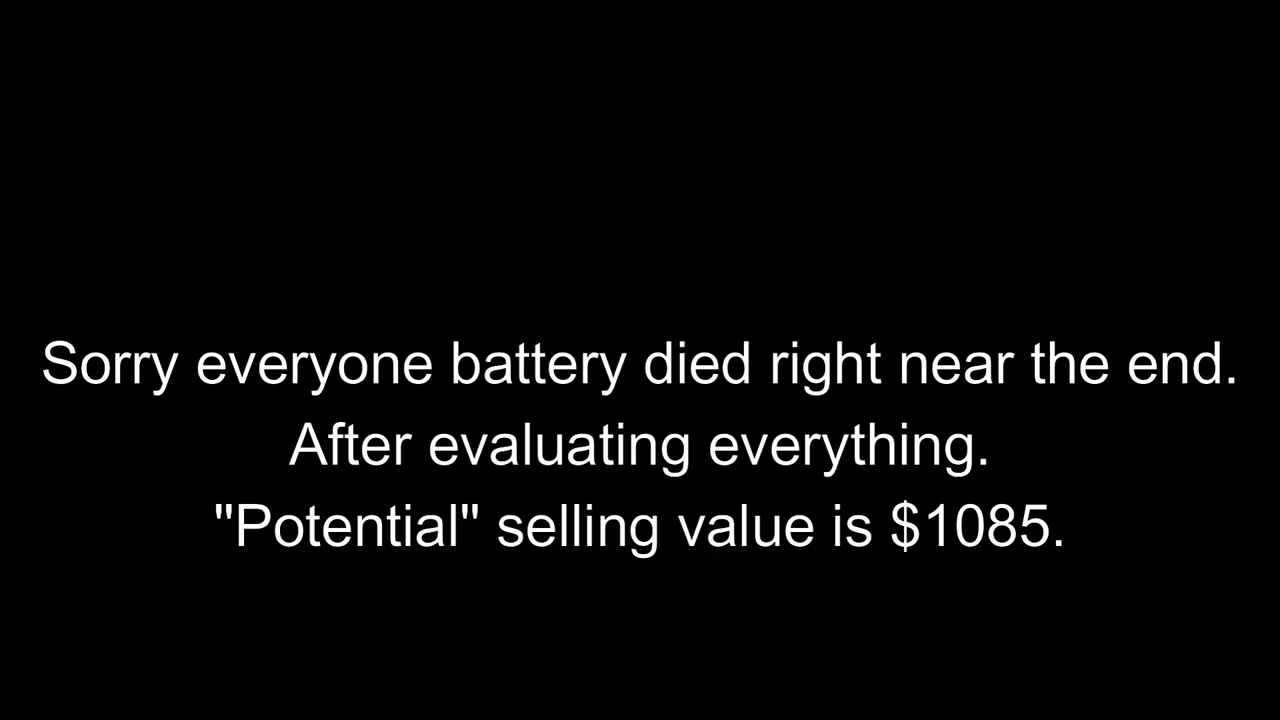 Sorry everyone battery died right near the end.
After evaluating everything.
"Potential" selling value is $1085.